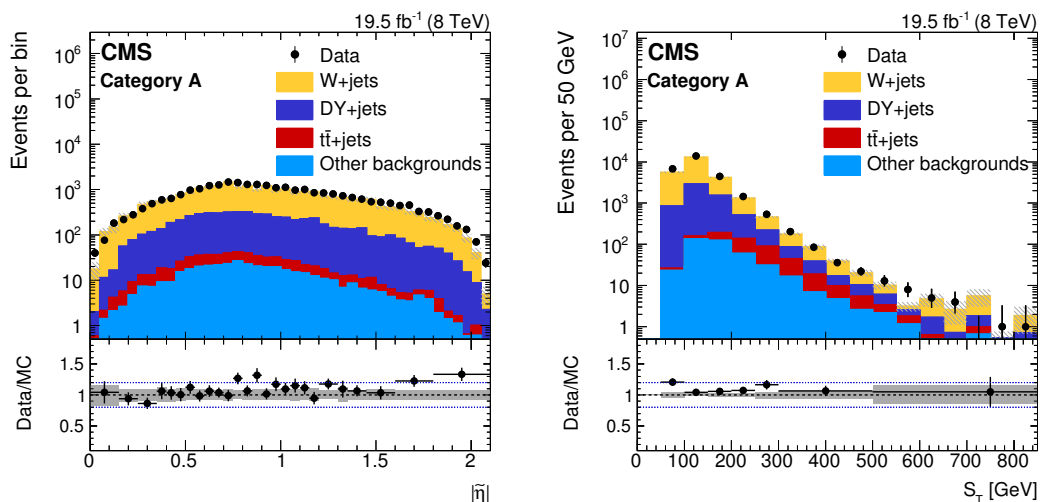 19.5 fb⁻¹ (8 TeV)
CMS
Category A
Data
W+jets
DY+jets
tt̄+jets
Other backgrounds
Events per bin
10⁶
10⁵
10⁴
10³
10²
10
1
Data/MC
1.5
1
0.5
0 0.5 1 1.5 2
|η̃|
19.5 fb⁻¹ (8 TeV)
CMS
Category A
Data
W+jets
DY+jets
tt̄+jets
Other backgrounds
Events per 50 GeV
10⁷
10⁶
10⁵
10⁴
10³
10²
10
1
Data/MC
1.5
1
0.5
0 100 200 300 400 500 600 700 800
S_T [GeV]